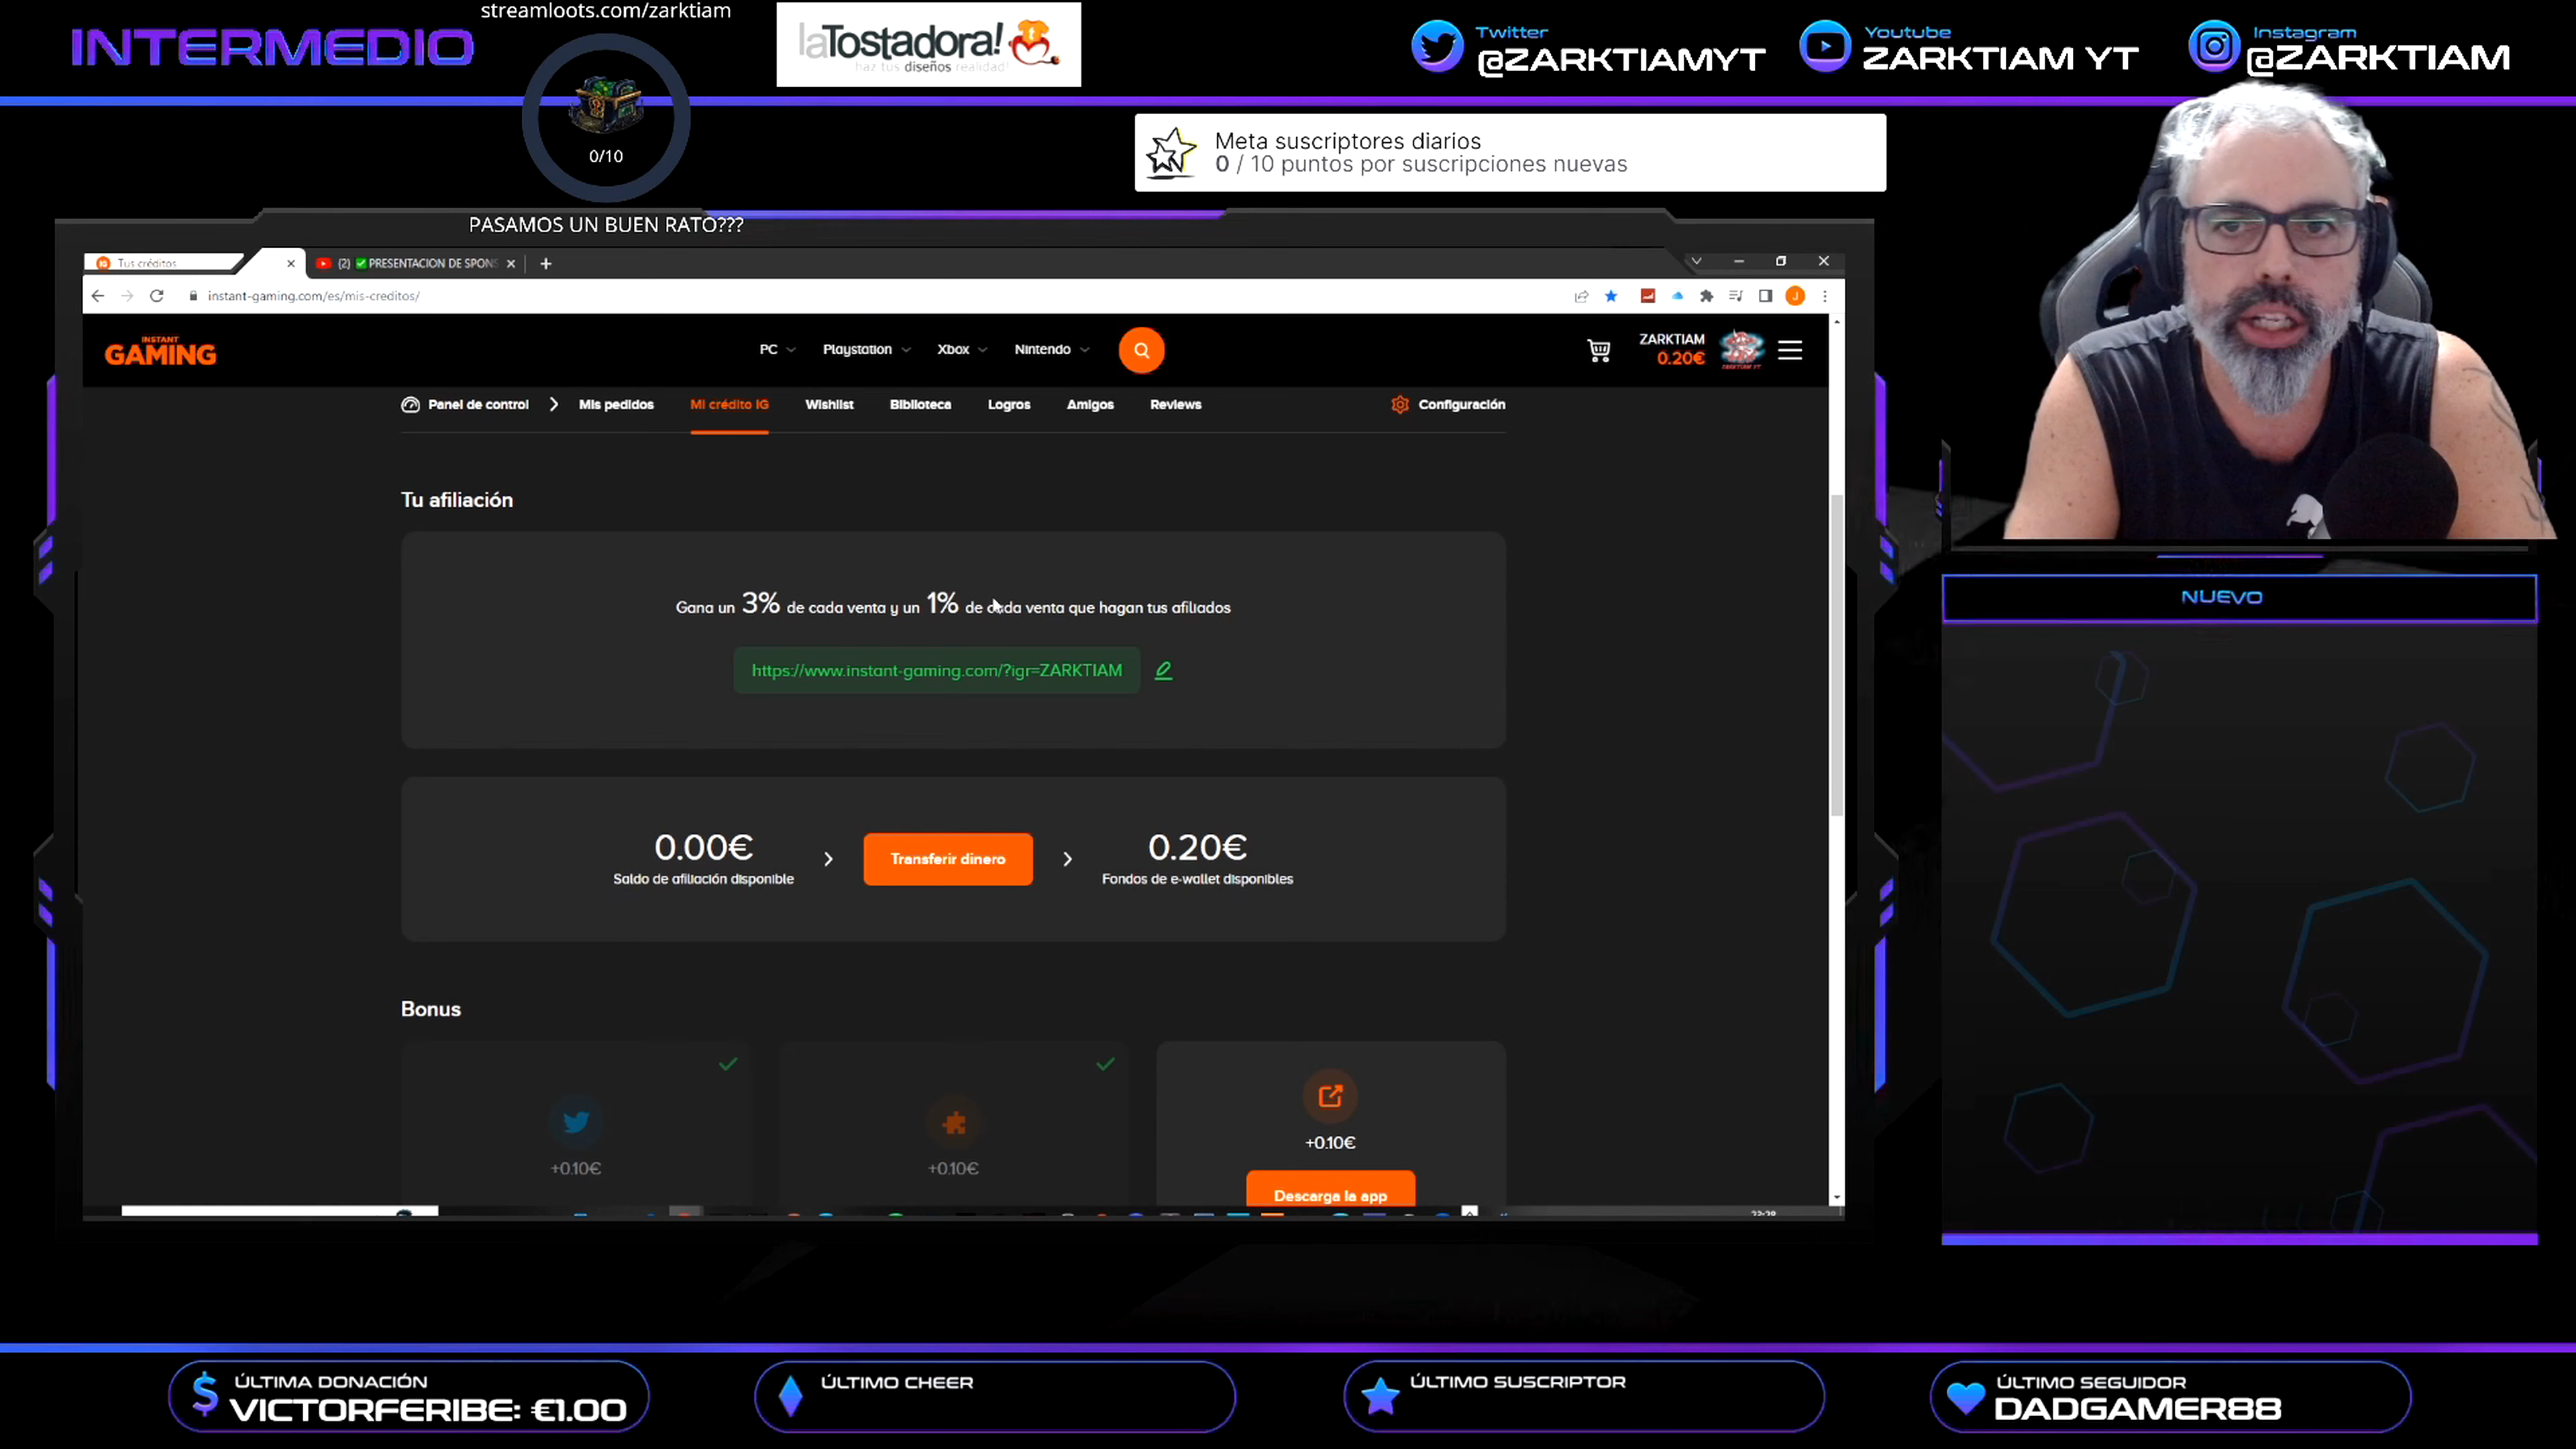 streamloots.com/zarktiam
INTERMEDIO
laTostadora!
haz tus diseños realidad!
Twitter
@ZARKTIAMYT
Youtube
ZARKTIAM YT
Instagram
@ZARKTIAM
0/10
Meta suscriptores diarios
0 / 10 puntos por suscripciones nuevas
PASAMOS UN BUEN RATO???
Tus créditos
(2) ✅ PRESENTACION DE SPONS
instant-gaming.com/es/mis-creditos/
J
INSTANT
GAMING
PC
Playstation
Xbox
Nintendo
ZARKTIAM
0.20€
Panel de control
Mis pedidos
Mi crédito IG
Wishlist
Biblioteca
Logros
Amigos
Reviews
Configuración
Tu afiliación
Gana un 3% de cada venta y un 1% de cada venta que hagan tus afiliados
https://www.instant-gaming.com/?igr=ZARKTIAM
0.00€
Saldo de afiliación disponible
Transferir dinero
0.20€
Fondos de e-wallet disponibles
Bonus
+0.10€
+0.10€
+0.10€
Descarga la app
NUEVO
ÚLTIMA DONACIÓN
VICTORFERIBE: €1.00
ÚLTIMO CHEER
ÚLTIMO SUSCRIPTOR
ÚLTIMO SEGUIDOR
DADGAMER88